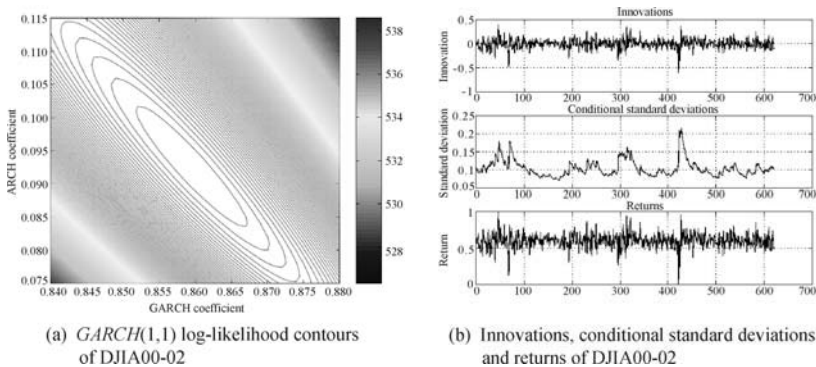 0.115
0.110
0.105
0.100
0.095
0.090
0.085
0.080
0.075
ARCH coefficient
0.840 0.845 0.850 0.855 0.860 0.865 0.870 0.875 0.880
GARCH coefficient
538
536
534
532
530
528
(a) GARCH(1,1) log-likelihood contours
of DJIA00-02
Innovations
0.5
0
-0.5
-1
Innovation
0 100 200 300 400 500 600 700
Conditional standard deviations
0.2
0.15
0.1
0.05
Standard deviation
0 100 200 300 400 500 600 700
Returns
1
0.5
0
Return
0 100 200 300 400 500 600 700
(b) Innovations, conditional standard deviations
and returns of DJIA00-02